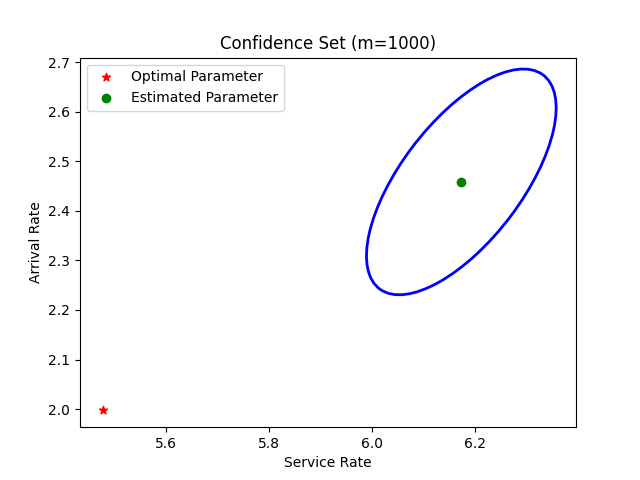 Confidence Set (m=1000)
Optimal Parameter
Estimated Parameter
2.7
2.6
2.5
2.4
2.3
2.2
2.1
2.0
Arrival Rate
5.6
5.8
6.0
6.2
Service Rate